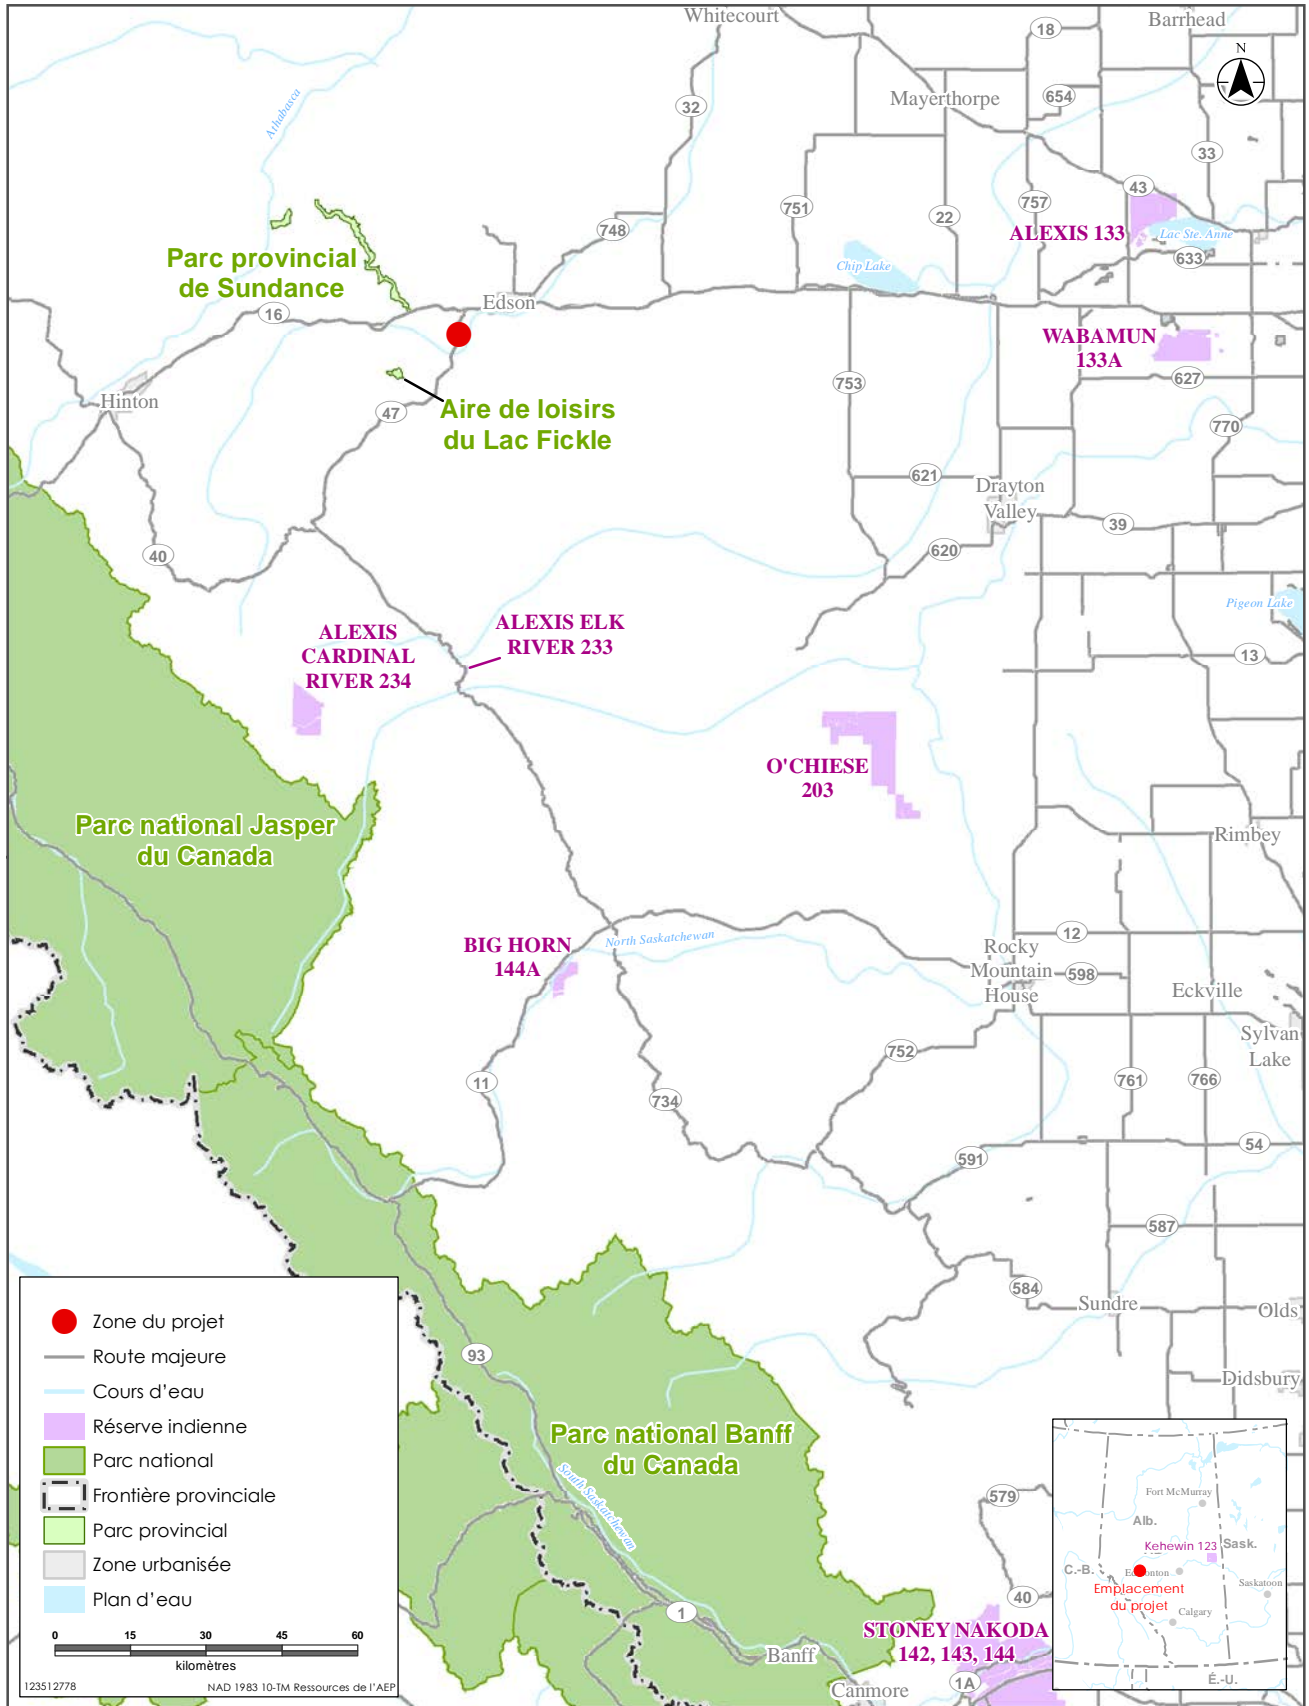 Whitecourt
Barrhead
18
N
Mayerthorpe
654
32
Athabasca
33
43
751
757
22
748
ALEXIS 133
Lac Ste. Anne
633
Parc provincial
de Sundance
Chip Lake
Edson
16
WABAMUN
133A
753
627
Hinton
47
Aire de loisirs
du Lac Fickle
770
621
Drayton
Valley
39
40
620
Pigeon Lake
ALEXIS
CARDINAL
RIVER 234
ALEXIS ELK
RIVER 233
13
O'CHIESE
203
Parc national Jasper
du Canada
Rimbey
BIG HORN
144A
North Saskatchewan
12
Rocky
Mountain
House
598
Eckville
Sylvan
Lake
752
11
734
761
766
591
54
587
584
Sundre
Olds
Didsbury
93
Parc national Banff
du Canada
South Saskatchewan
579
1
40
STONEY NAKODA
142, 143, 144
Banff
1A
Canmore
Zone du projet
Route majeure
Cours d'eau
Réserve indienne
Parc national
Frontière provinciale
Parc provincial
Zone urbanisée
Plan d'eau
0 15 30 45 60
kilomètres
123512778
NAD 1983 10-TM Ressources de l'AEP
Fort McMurray
Alb.
Kehewin 123
Sask.
C.-B.
Edmonton
Saskatoon
Emplacement
du projet
Calgary
É.-U.